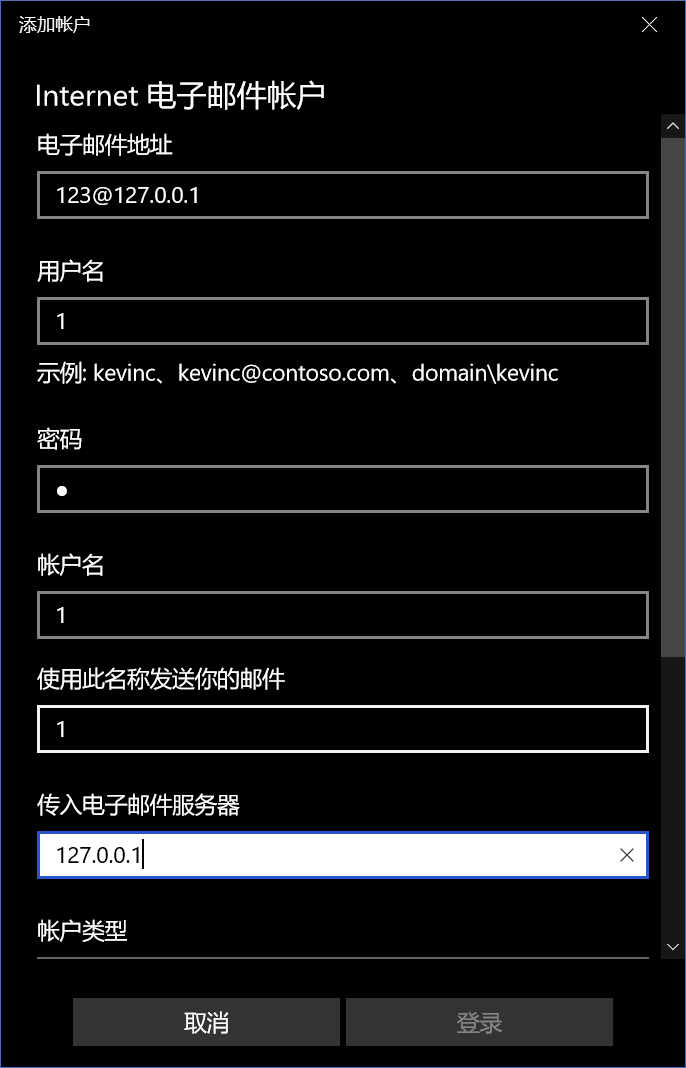 添加帐户
Internet 电子邮件帐户
电子邮件地址
123@127.0.0.1
用户名
1
示例: kevinc、kevinc@contoso.com、domain\kevinc
密码
●
帐户名
1
使用此名称发送你的邮件
1
传入电子邮件服务器
127.0.0.1
帐户类型
取消 登录